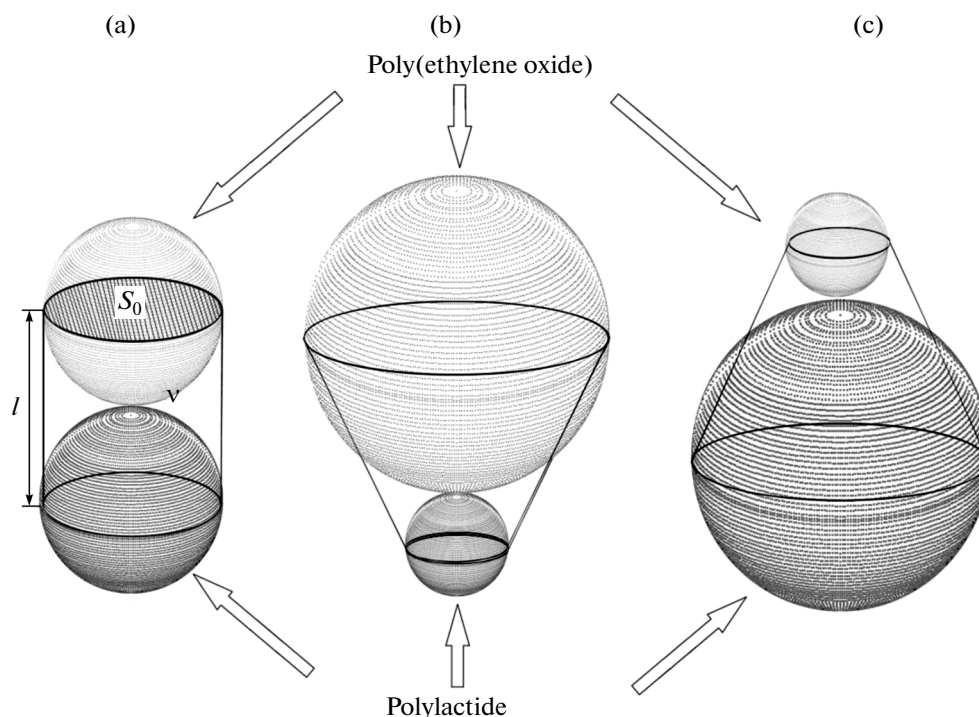 (a) (b) (c)
Poly(ethylene oxide)
S0
l
ν
Polylactide